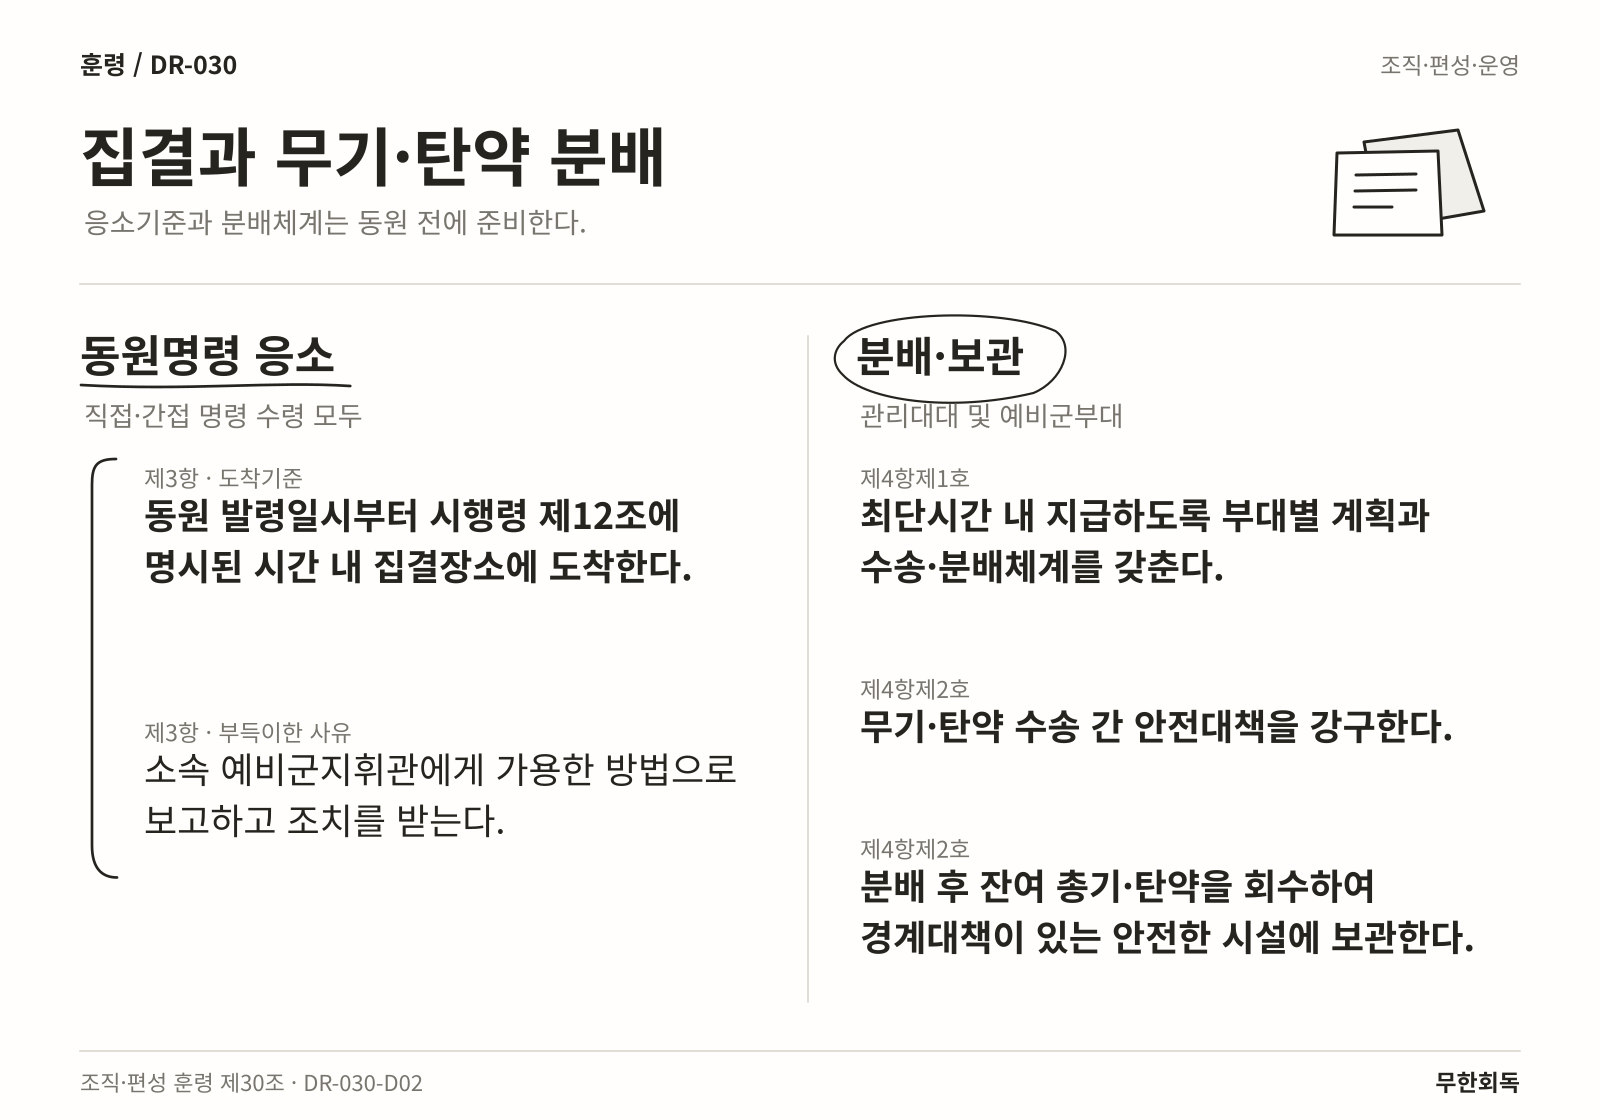 훈령 / DR-030
조직·편성·운영
집결과 무기·탄약 분배
응소기준과 분배체계는 동원 전에 준비한다.
동원명령 응소
직접·간접 명령 수령 모두
제3항 · 도착기준
동원 발령일시부터 시행령 제12조에
명시된 시간 내 집결장소에 도착한다.
제3항 · 부득이한 사유
소속 예비군지휘관에게 가용한 방법으로
보고하고 조치를 받는다.
분배·보관
관리대대 및 예비군부대
제4항제1호
최단시간 내 지급하도록 부대별 계획과
수송·분배체계를 갖춘다.
제4항제2호
무기·탄약 수송 간 안전대책을 강구한다.
제4항제2호
분배 후 잔여 총기·탄약을 회수하여
경계대책이 있는 안전한 시설에 보관한다.
조직·편성 훈령 제30조 · DR-030-D02
무한회독